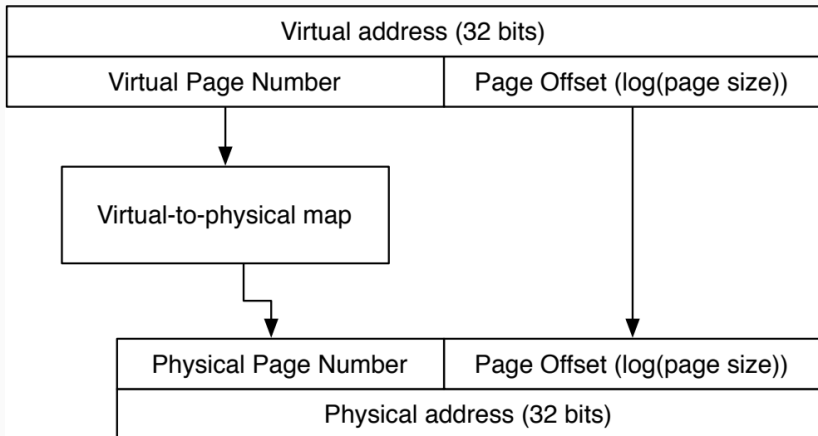 Virtual address (32 bits)
Virtual Page Number
Page Offset (log(page size))
Virtual-to-physical map
Physical Page Number
Page Offset (log(page size))
Physical address (32 bits)